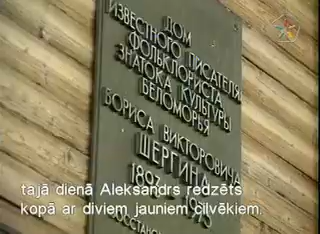 ДОМ
ИЗВЕСТНОГО ПИСАТЕЛЯ
ФОЛЬКЛОРИСТА
ЗНАТОКА КУЛЬТУРЫ
БЕЛОМОРЬЯ
БОРИСА ВИКТОРОВИЧА
ШЕРГИНА
1893
tajā dienā Aleksandrs redzēts
kopā ar diviem jauniem cilvēkiem.